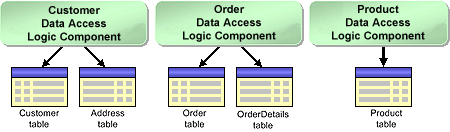 Customer
Data Access
Logic Component
Order
Data Access
Logic Component
Product
Data Access
Logic Component
Customer
table
Address
table
Order
table
OrderDetails
table
Product
table